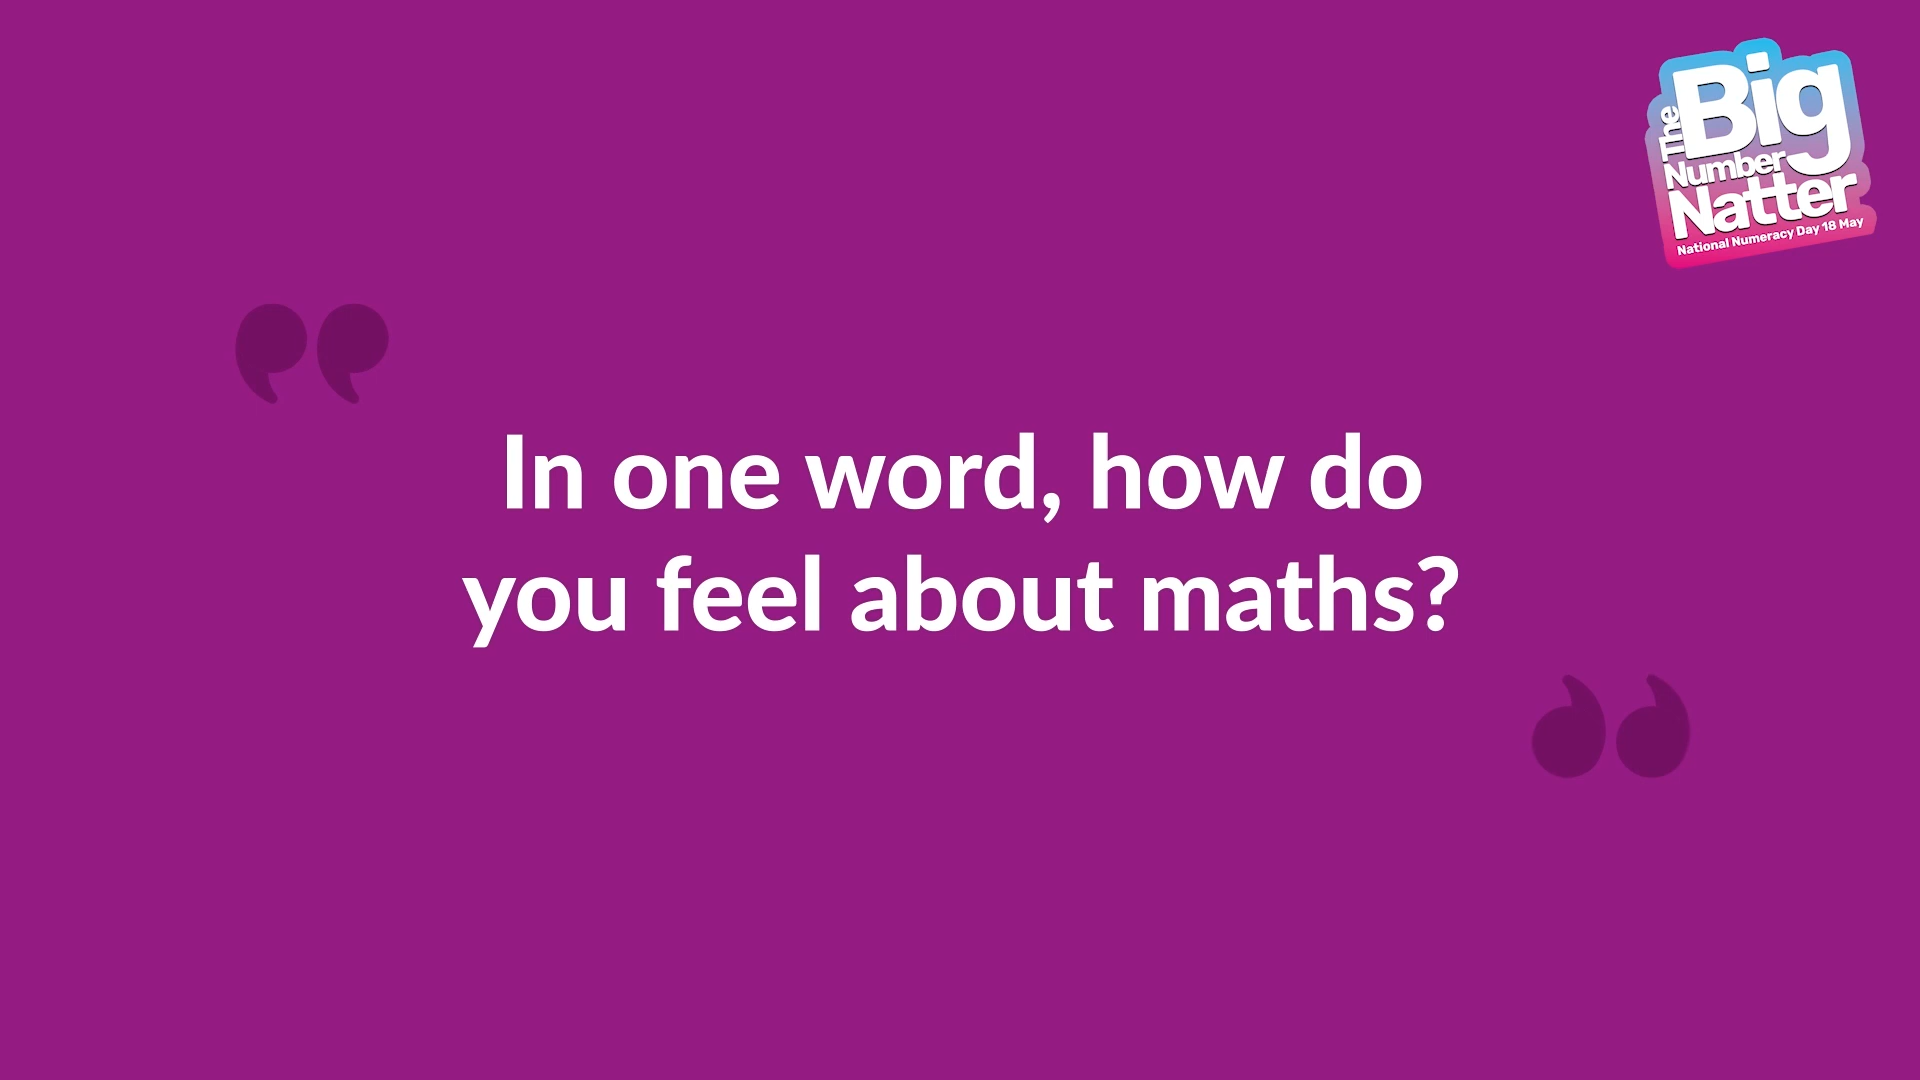 The
Big
Number
Natter
National Numeracy Day 18 May
In one word, how do
you feel about maths?